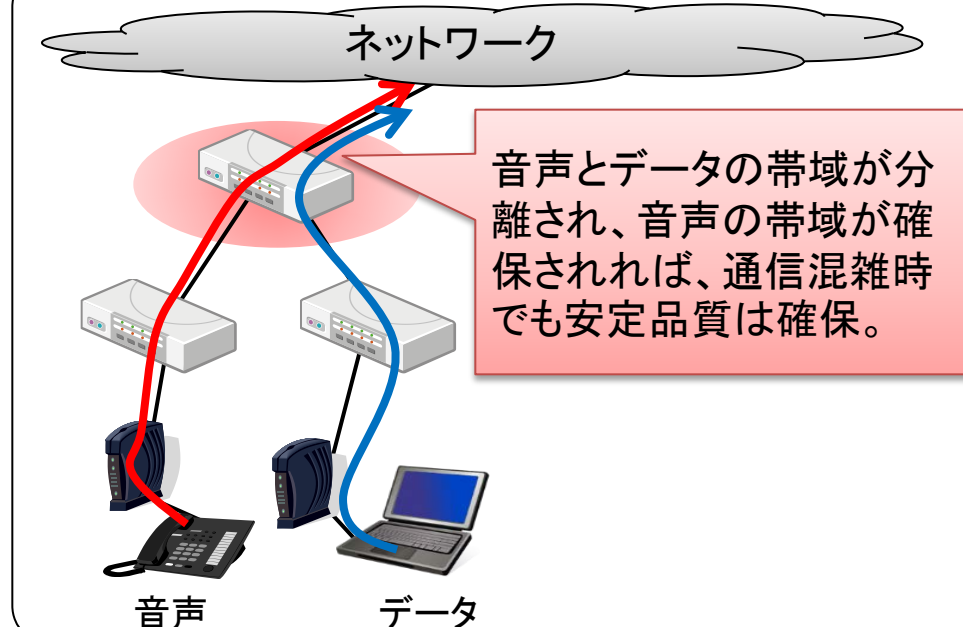 ネットワーク
音声とデータの帯域が分
離され、音声の帯域が確
保されれば、通信混雑時
でも安定品質は確保。
音声
データ